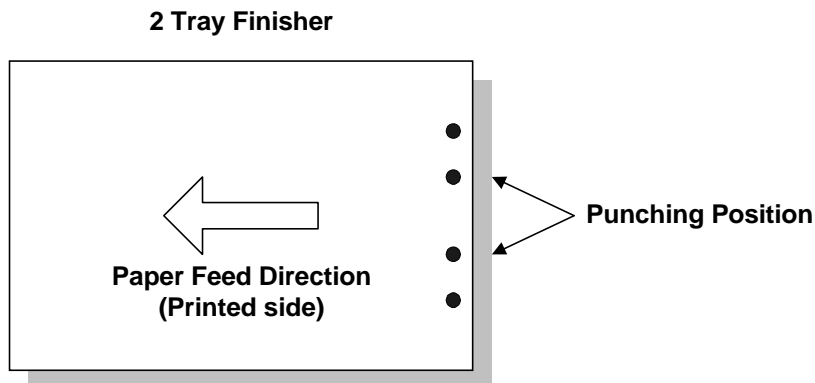 2 Tray Finisher
Punching Position
Paper Feed Direction
(Printed side)